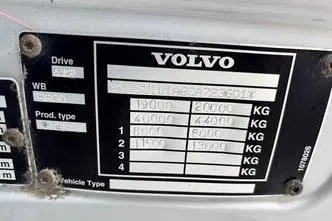 VOLVO
Drive
WB
Prod. type
19000 20000 KG
40000 44000 KG
1 8000 8000 KG
2 11500 13000 KG
3 KG
4 KG
Vehicle Type
1078026